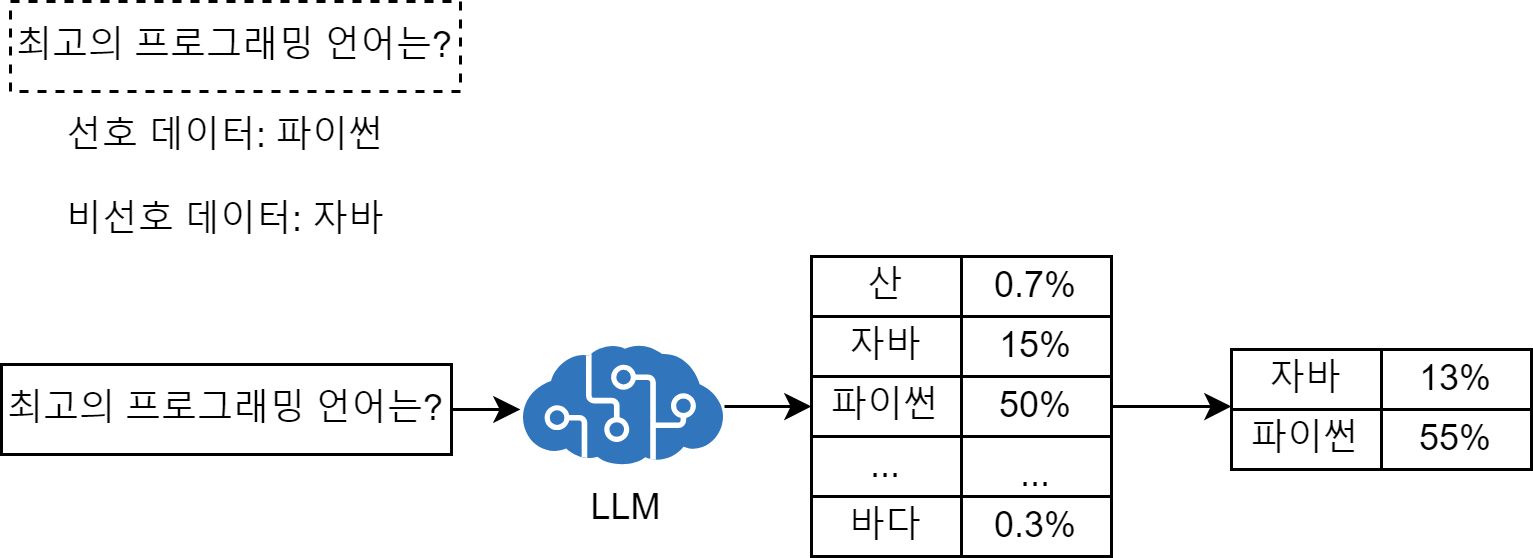 최고의 프로그래밍 언어는?
선호 데이터: 파이썬
비선호 데이터: 자바
최고의 프로그래밍 언어는?
LLM
산 0.7%
자바 15%
파이썬 50%
... ...
바다 0.3%
자바 13%
파이썬 55%